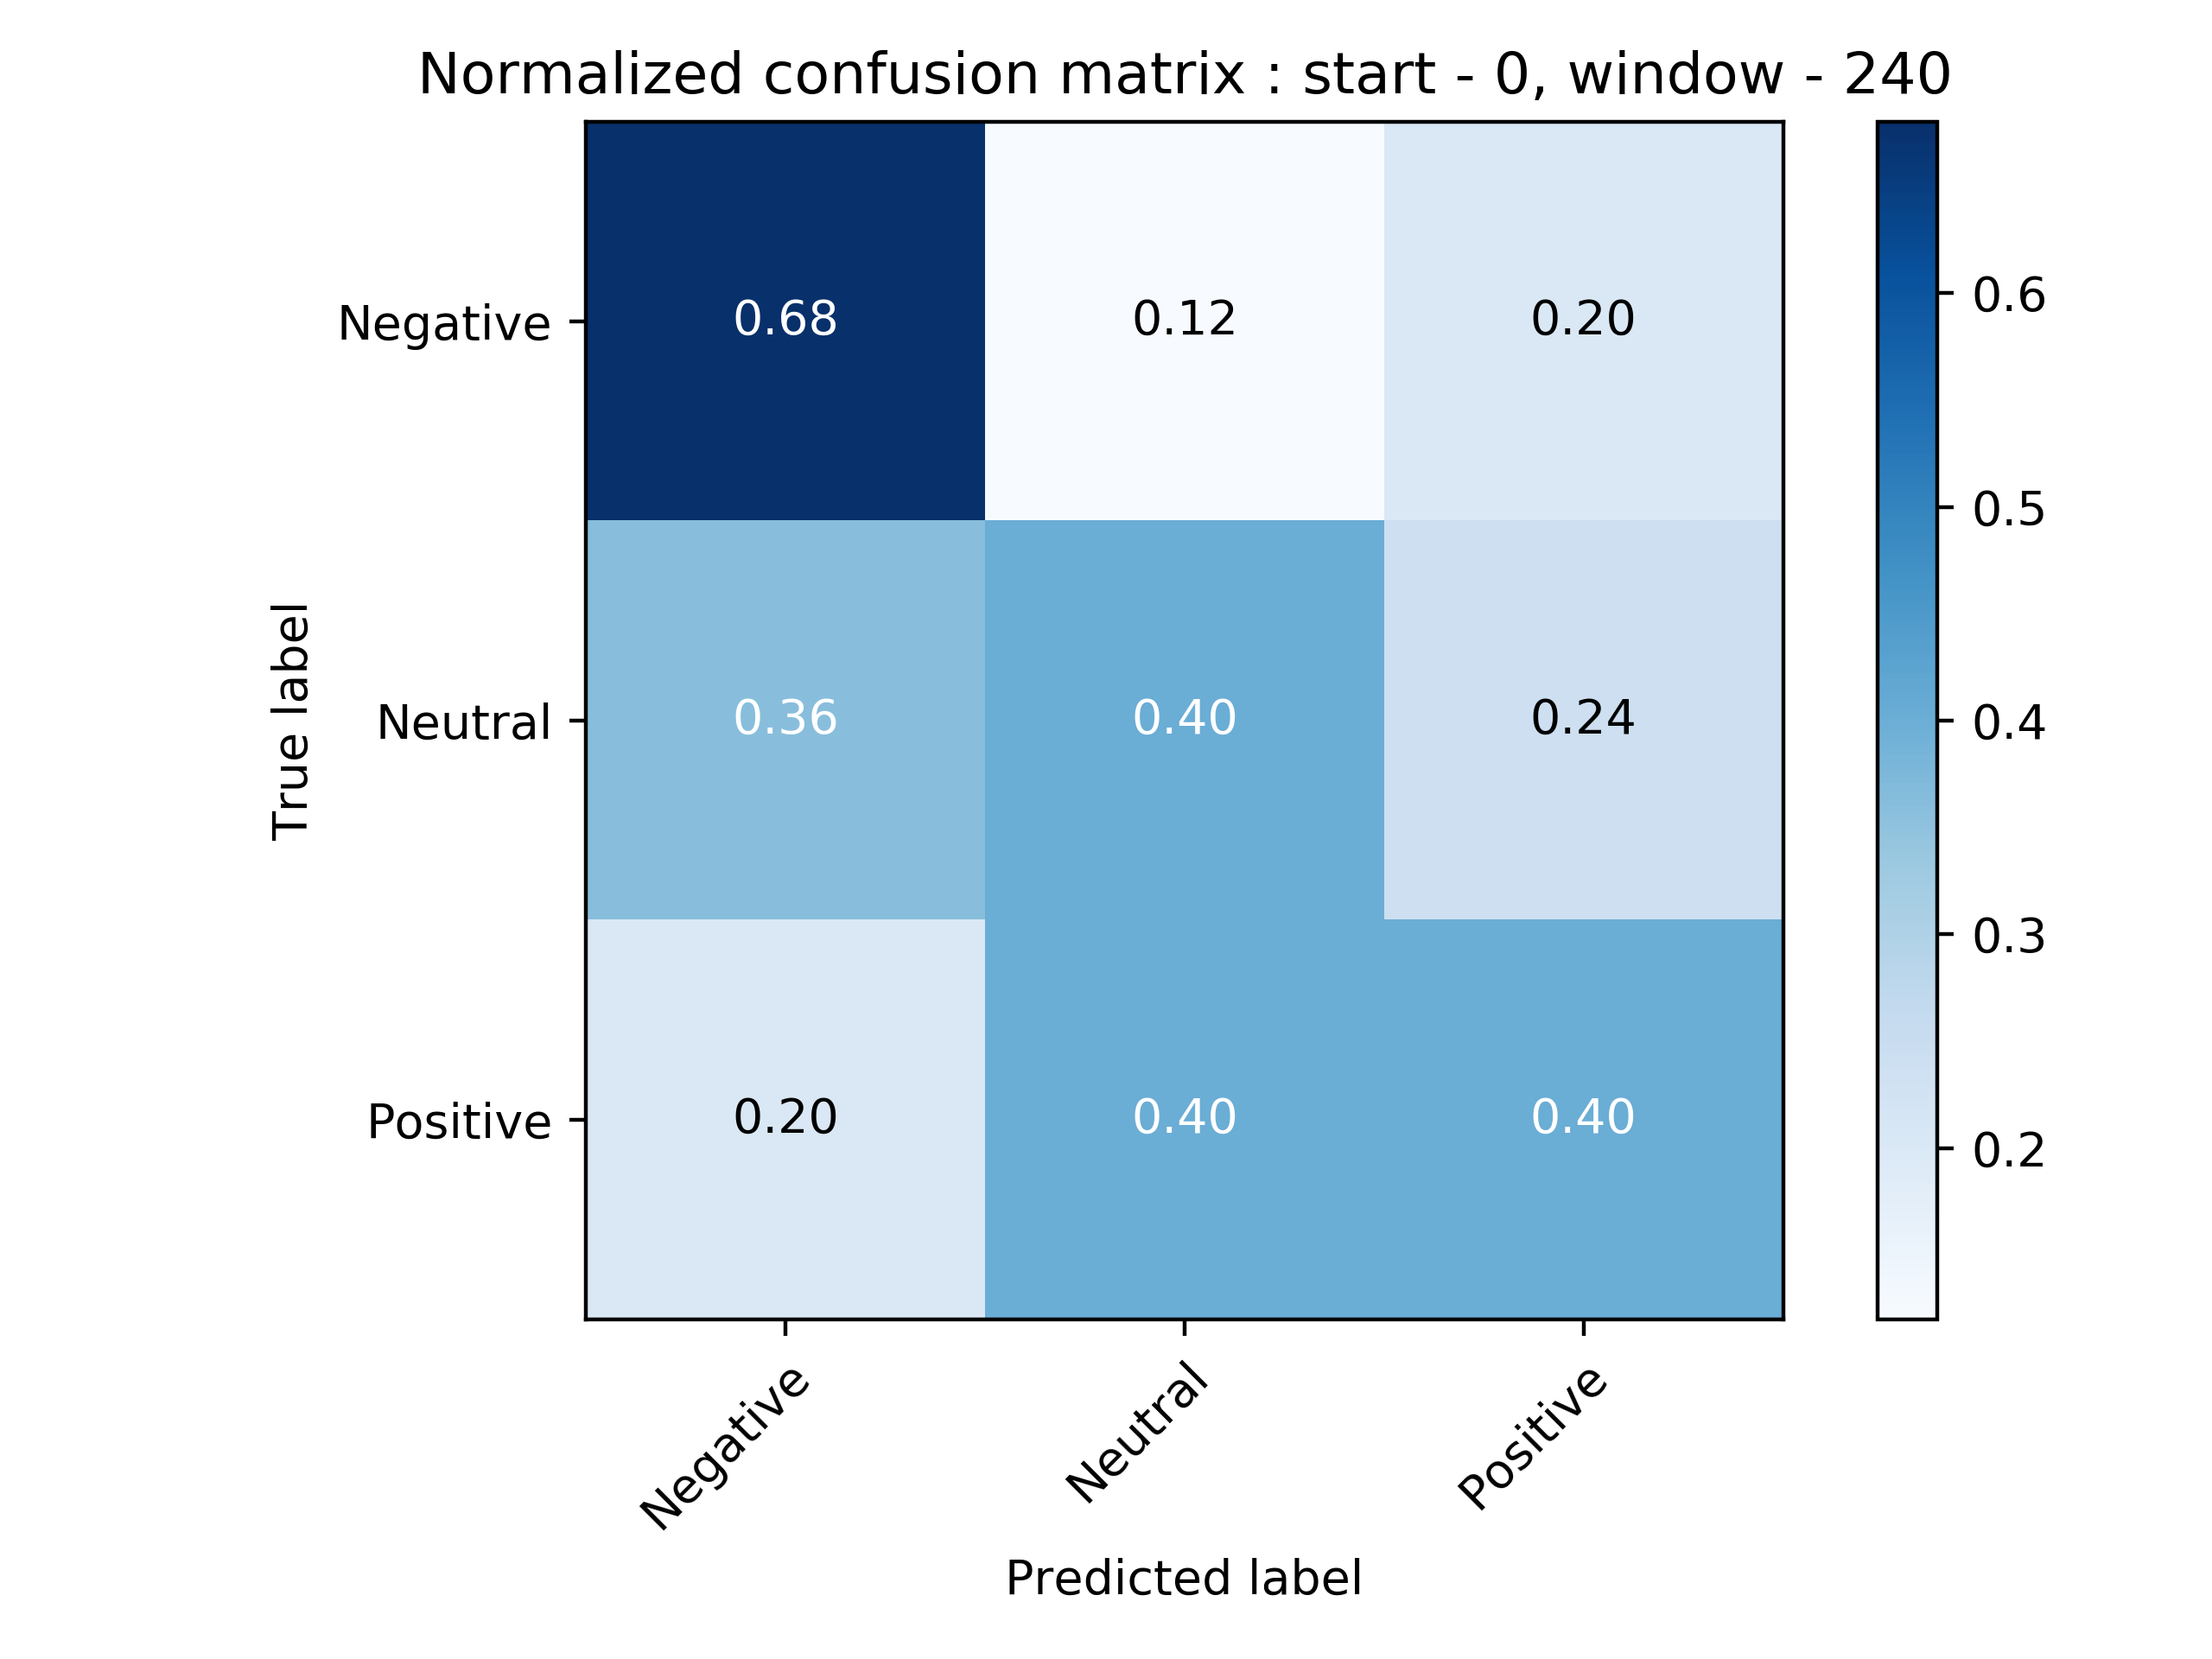 Normalized confusion matrix : start - 0, window - 240
Negative
0.68
0.12
0.20
0.6
0.5
Neutral
0.36
0.40
0.24
0.4
0.3
Positive
0.20
0.40
0.40
0.2
True label
Negative
Neutral
Positive
Predicted label